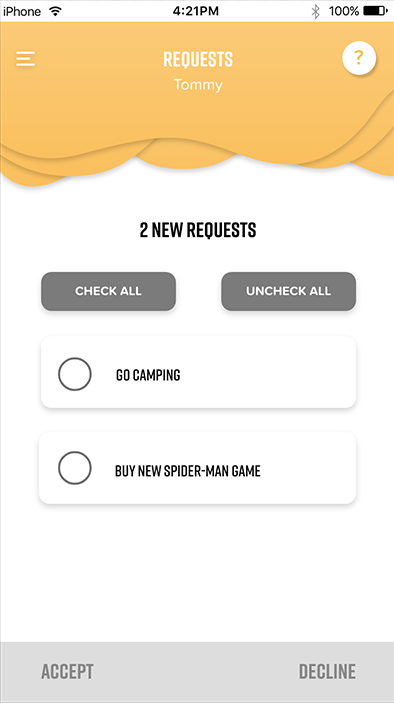 iPhone 4:21PM 100%
REQUESTS
?
Tommy
2 NEW REQUESTS
CHECK ALL UNCHECK ALL
GO CAMPING
BUY NEW SPIDER-MAN GAME
ACCEPT DECLINE